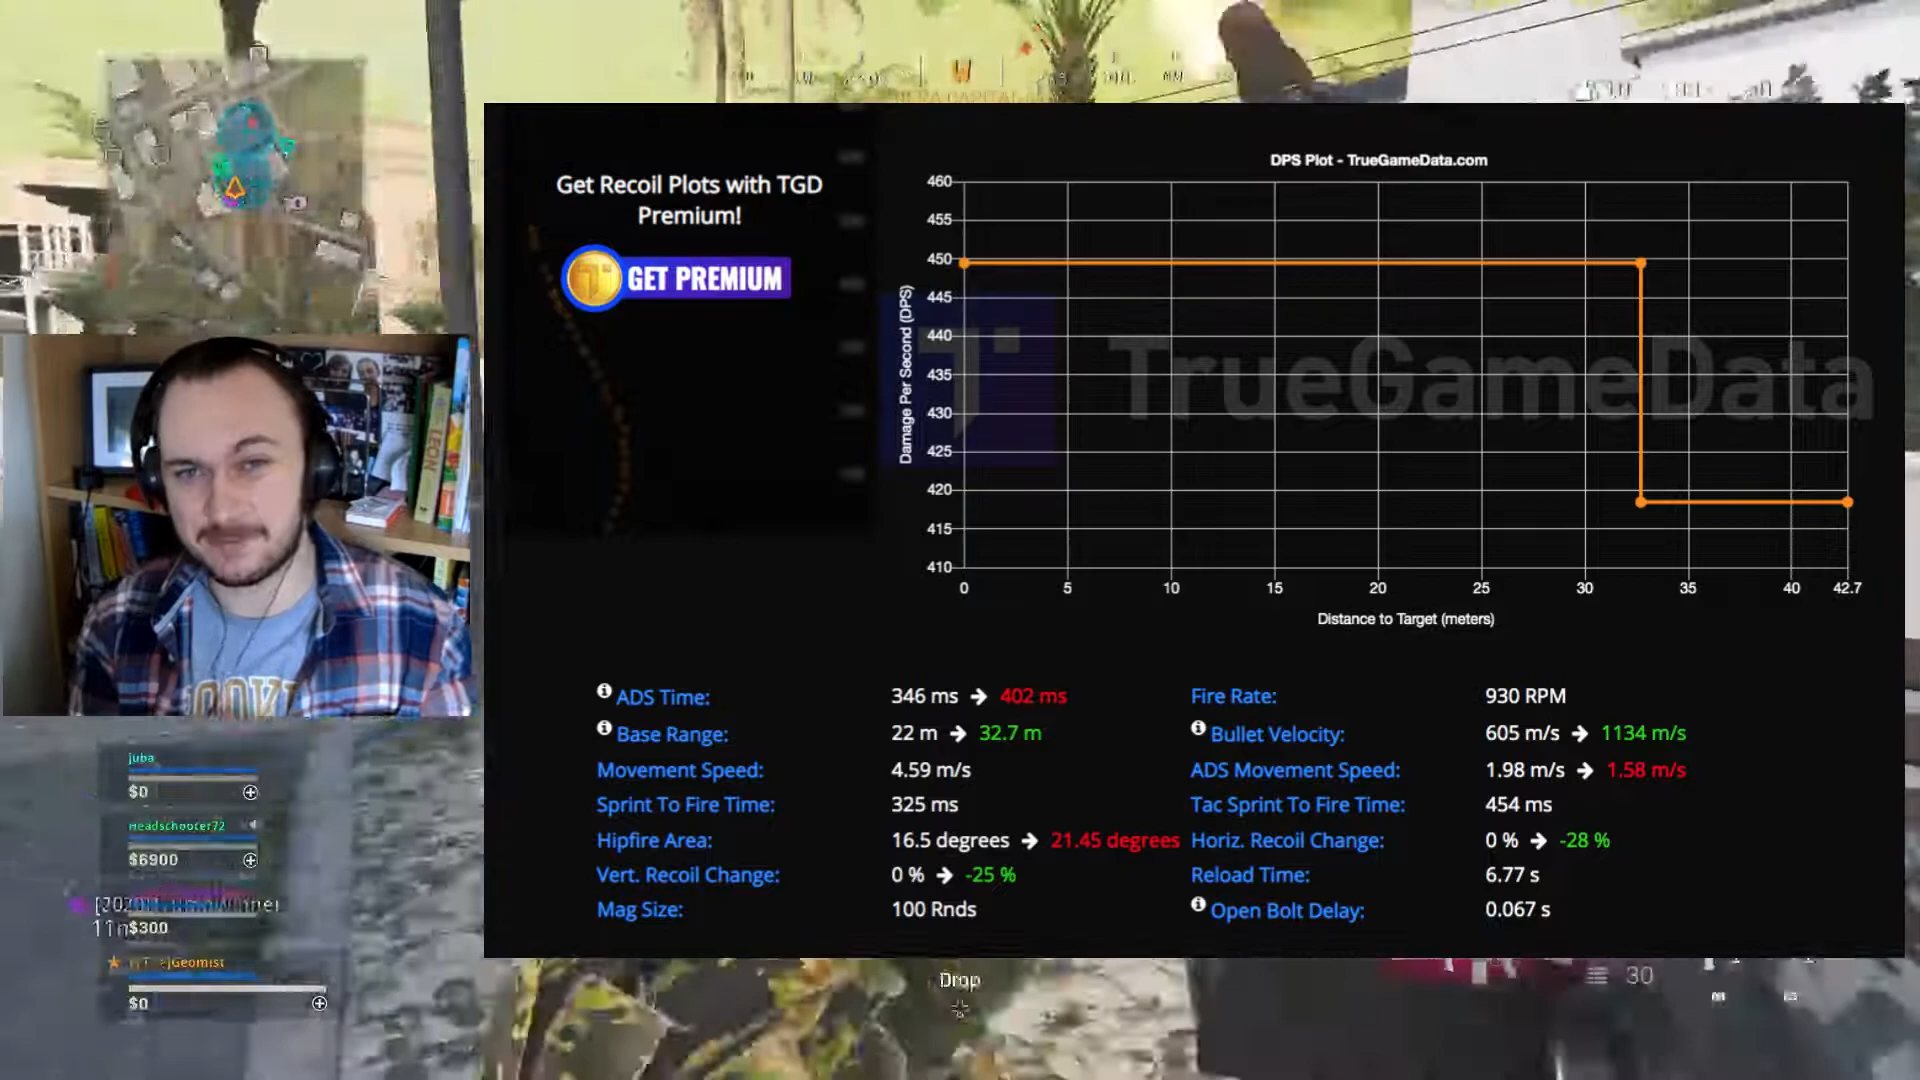 Get Recoil Plots with TGD
Premium!
GET PREMIUM
DPS Plot - TrueGameData.com
460
455
450
445
440
435
430
425
420
415
410
Damage Per Second (DPS)
TrueGameData
0 5 10 15 20 25 30 35 40 42.7
Distance to Target (meters)
LEON
ADS Time: 346 ms → 402 ms Fire Rate: 930 RPM
Base Range: 22 m → 32.7 m Bullet Velocity: 605 m/s → 1134 m/s
Movement Speed: 4.59 m/s ADS Movement Speed: 1.98 m/s → 1.58 m/s
Sprint To Fire Time: 325 ms Tac Sprint To Fire Time: 454 ms
Hipfire Area: 16.5 degrees → 21.45 degrees Horiz. Recoil Change: 0 % → -28 %
Vert. Recoil Change: 0 % → -25 % Reload Time: 6.77 s
Mag Size: 100 Rnds Open Bolt Delay: 0.067 s
juba
$0
Headschooter72
$6900
$300
Geomist
$0
Drop
30